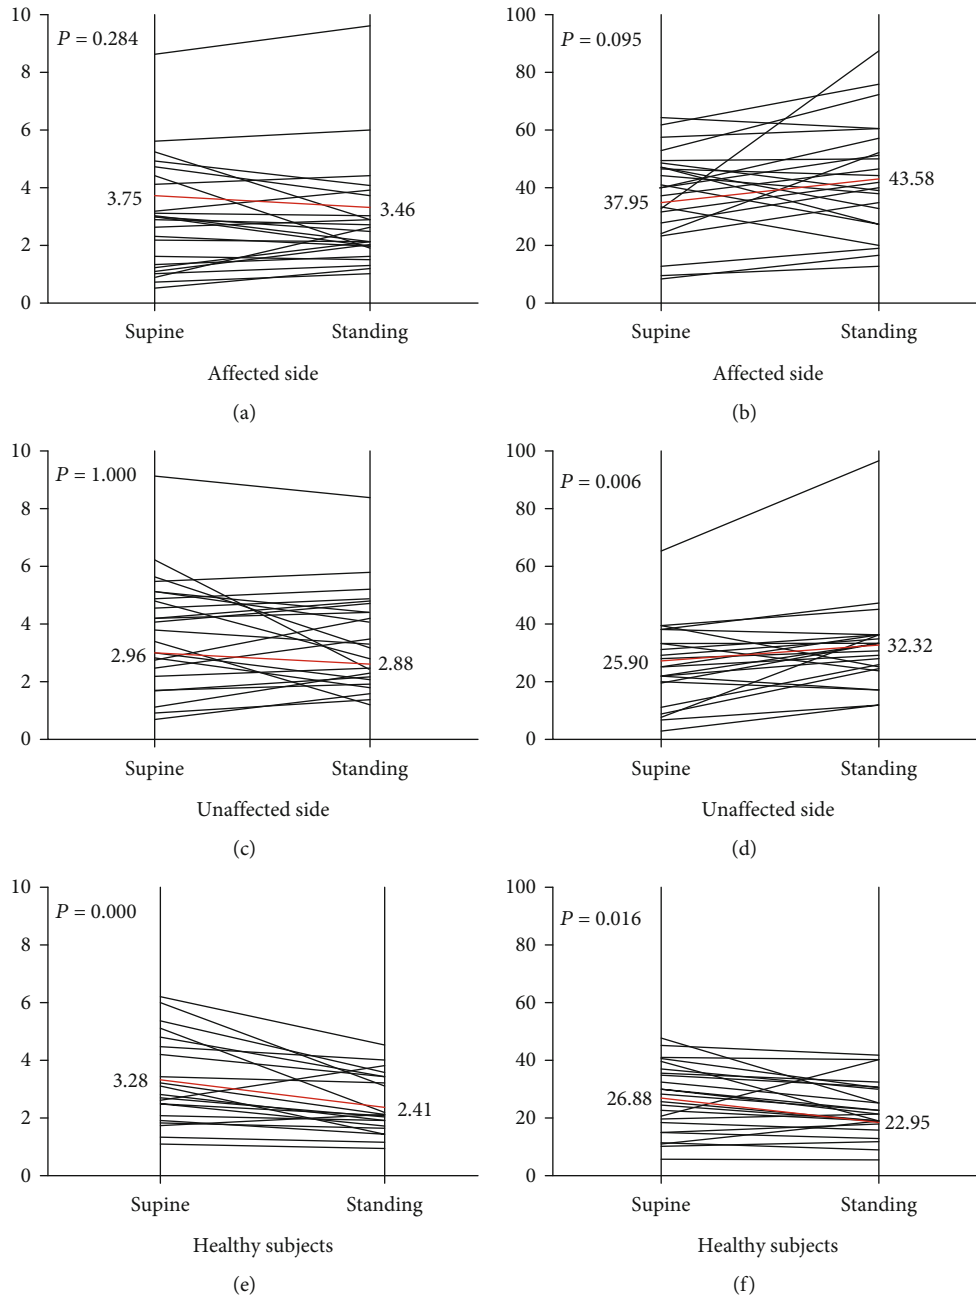 10
8
6
4
2
0
P = 0.284
3.75
3.46
Supine
Standing
Affected side
(a)
100
80
60
40
20
0
P = 0.095
37.95
43.58
Supine
Standing
Affected side
(b)
10
8
6
4
2
0
P = 1.000
2.96
2.88
Supine
Standing
Unaffected side
(c)
100
80
60
40
20
0
P = 0.006
25.90
32.32
Supine
Standing
Unaffected side
(d)
10
8
6
4
2
0
P = 0.000
3.28
2.41
Supine
Standing
Healthy subjects
(e)
100
80
60
40
20
0
P = 0.016
26.88
22.95
Supine
Standing
Healthy subjects
(f)